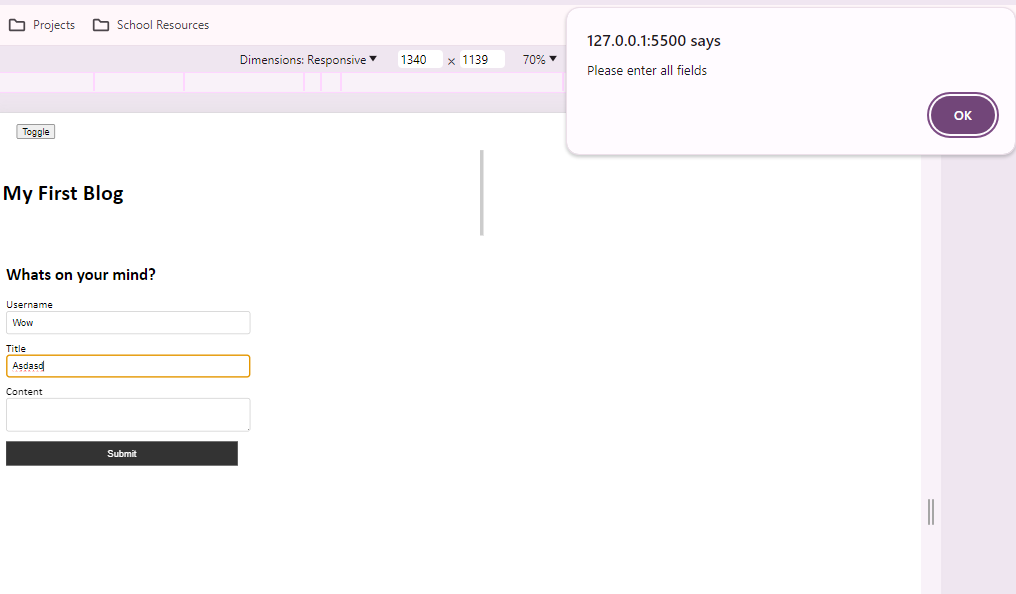 Projects School Resources
127.0.0.1:5500 says
Please enter all fields
OK
Dimensions: Responsive 1340 × 1139 70%
Toggle
My First Blog
Whats on your mind?
Username
Wow
Title
Asdasd
Content
Submit